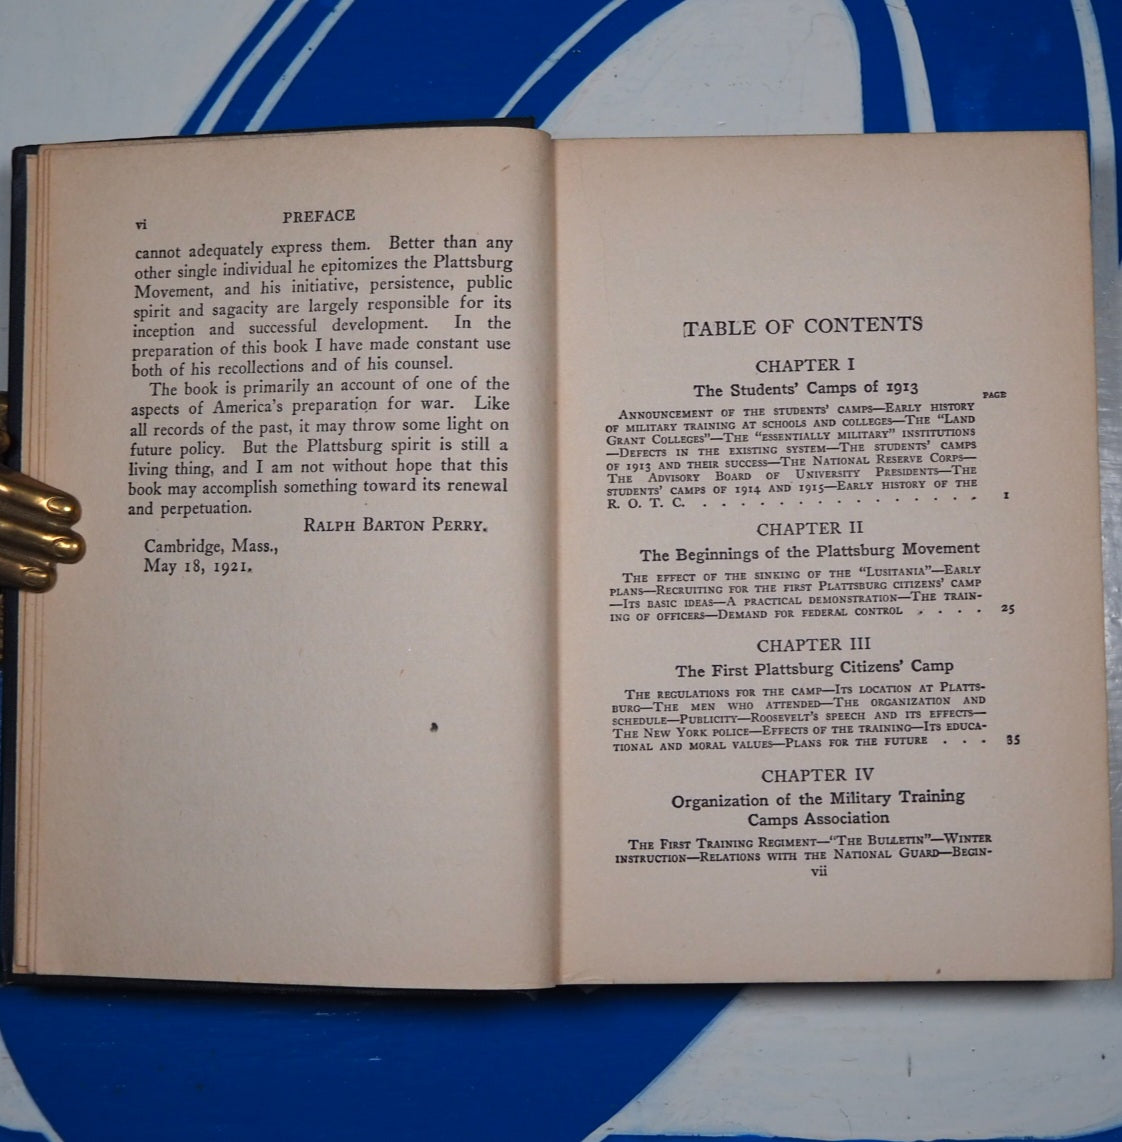 vi
PREFACE
cannot adequately express them. Better than any
other single individual he epitomizes the Plattsburg
Movement, and his initiative, persistence, public
spirit and sagacity are largely responsible for its
inception and successful development. In the
preparation of this book I have made constant use
both of his recollections and of his counsel.
The book is primarily an account of one of the
aspects of America's preparation for war. Like
all records of the past, it may throw some light on
future policy. But the Plattsburg spirit is still a
living thing, and I am not without hope that this
book may accomplish something toward its renewal
and perpetuation.
RALPH BARTON PERRY.
Cambridge, Mass.,
May 18, 1921.
TABLE OF CONTENTS
CHAPTER I
The Students' Camps of 1913
PAGE
ANNOUNCEMENT OF THE STUDENTS' CAMPS—EARLY HISTORY
OF MILITARY TRAINING AT SCHOOLS AND COLLEGES—THE "LAND
GRANT COLLEGES"—THE "ESSENTIALLY MILITARY" INSTITUTIONS
—DEFECTS IN THE EXISTING SYSTEM—THE STUDENTS' CAMPS
OF 1913 AND THEIR SUCCESS—THE NATIONAL RESERVE CORPS—
THE ADVISORY BOARD OF UNIVERSITY PRESIDENTS—THE
STUDENTS' CAMPS OF 1914 AND 1915—EARLY HISTORY OF THE
R. O. T. C. . . . . . . . . . . . . . . . 1
CHAPTER II
The Beginnings of the Plattsburg Movement
THE EFFECT OF THE SINKING OF THE "LUSITANIA"—EARLY
PLANS—RECRUITING FOR THE FIRST PLATTSBURG CITIZENS' CAMP
—ITS BASIC IDEAS—A PRACTICAL DEMONSTRATION—THE TRAIN-
ING OF OFFICERS—DEMAND FOR FEDERAL CONTROL . . . . 25
CHAPTER III
The First Plattsburg Citizens' Camp
THE REGULATIONS FOR THE CAMP—ITS LOCATION AT PLATTS-
BURG—THE MEN WHO ATTENDED—THE ORGANIZATION AND
SCHEDULE—PUBLICITY—ROOSEVELT'S SPEECH AND ITS EFFECTS—
THE NEW YORK POLICE—EFFECTS OF THE TRAINING—ITS EDUCA-
TIONAL AND MORAL VALUES—PLANS FOR THE FUTURE . . . 35
CHAPTER IV
Organization of the Military Training
Camps Association
THE FIRST TRAINING REGIMENT—"THE BULLETIN"—WINTER
INSTRUCTION—RELATIONS WITH THE NATIONAL GUARD—BEGIN-
vii